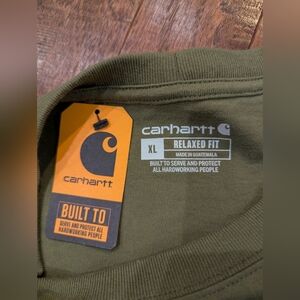 carhartt
BUILT TO
SERVE AND PROTECT ALL
HARDWORKING PEOPLE
carhartt
XL RELAXED FIT
MADE IN GUATEMALA
BUILT TO SERVE AND PROTECT
ALL HARDWORKING PEOPLE